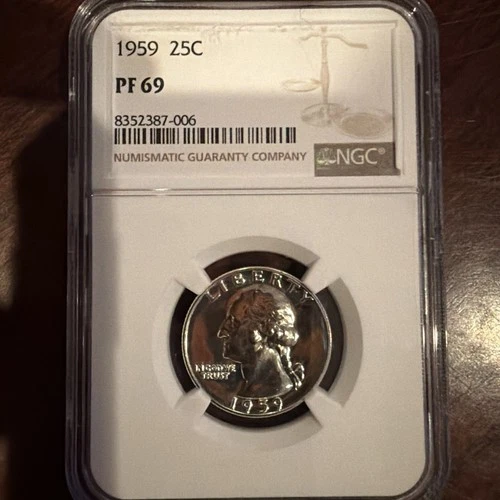 1959 25C
PF 69
8352387-006
NUMISMATIC GUARANTY COMPANY
NGC®
LIBERTY
IN GOD WE
TRUST
1959